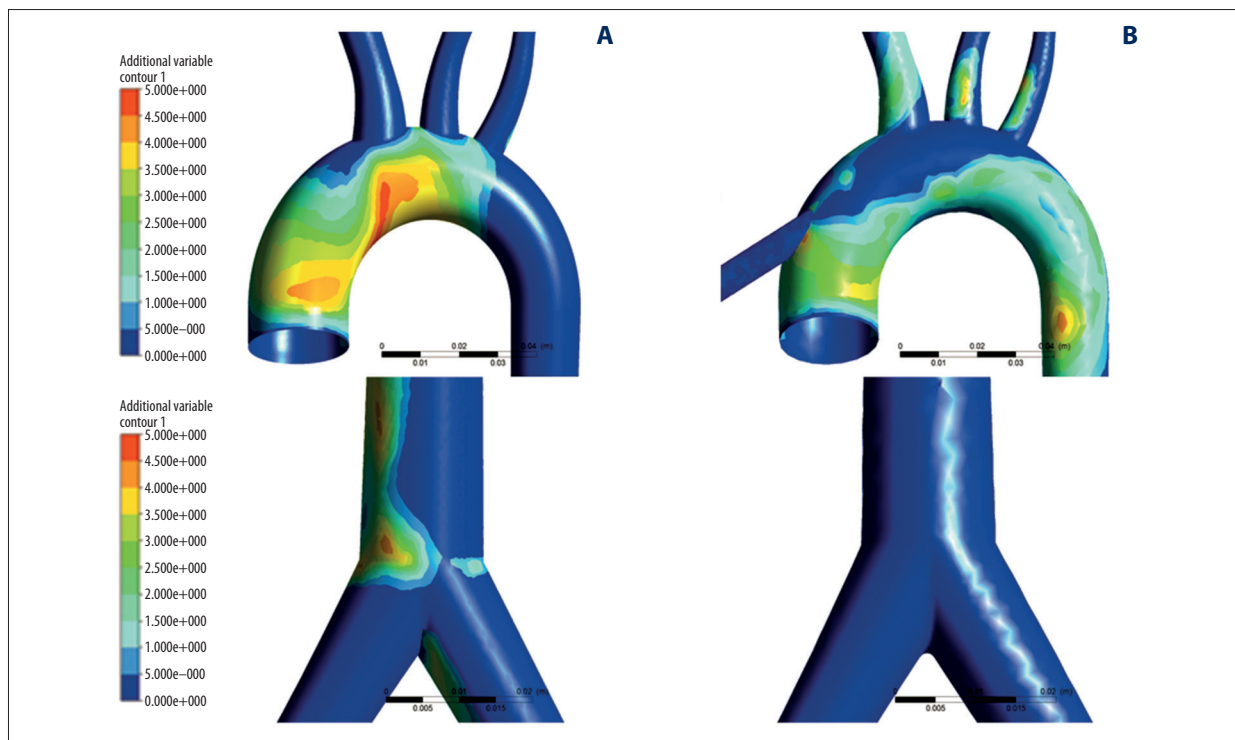 A
B
Additional variable
contour 1
5.000e+000
4.500e+000
4.000e+000
3.500e+000
3.000e+000
2.500e+000
2.000e+000
1.500e+000
1.000e+000
5.000e−000
0.000e+000
0 0.02 0.04 (m)
0.01 0.03
0 0.02 0.04 (m)
0.01 0.03
Additional variable
contour 1
5.000e+000
4.500e+000
4.000e+000
3.500e+000
3.000e+000
2.500e+000
2.000e+000
1.500e+000
1.000e+000
5.000e−000
0.000e+000
0 0.01 0.02 (m)
0.005 0.015
0 0.01 0.02 (m)
0.005 0.015